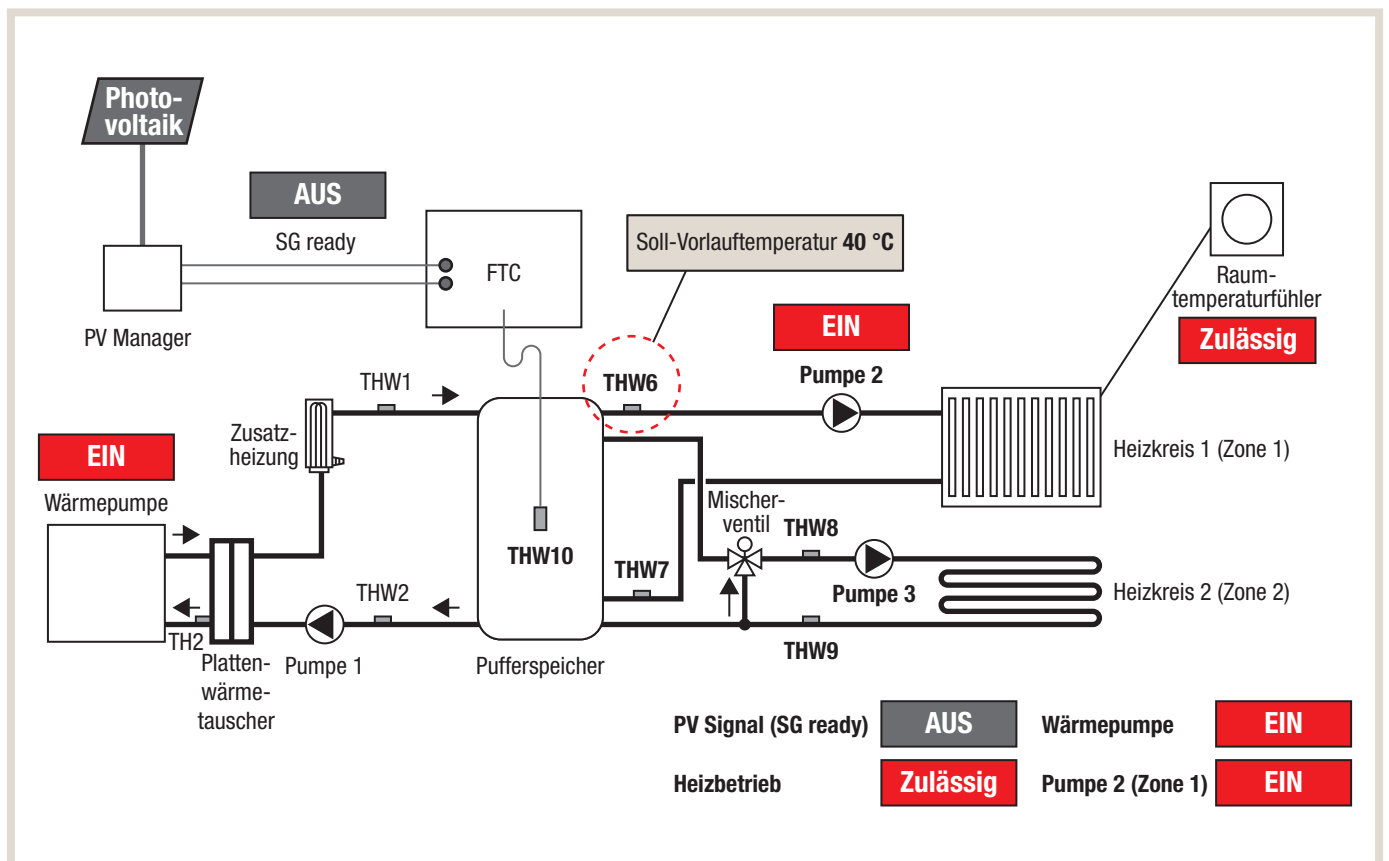 Photo-
voltaik
AUS
SG ready
FTC
Soll-Vorlauftemperatur 40 °C
PV Manager
EIN
Pumpe 2
Raum-
temperaturfühler
Zulässig
THW1
THW6
Zusatz-
heizung
EIN
Wärmepumpe
Heizkreis 1 (Zone 1)
Mischer-
ventil
THW10
THW7
THW8
Pumpe 3
Heizkreis 2 (Zone 2)
THW2
TH2
THW9
Platten-
wärme-
tauscher
Pumpe 1
Pufferspeicher
PV Signal (SG ready) AUS Wärmepumpe EIN
Heizbetrieb Zulässig Pumpe 2 (Zone 1) EIN